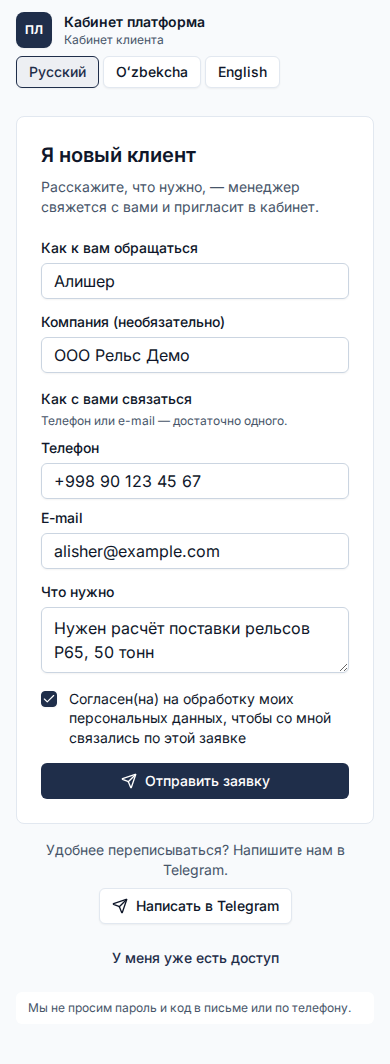 ПЛ
Кабинет платформа
Кабинет клиента
Русский
Oʻzbekcha
English
Я новый клиент
Расскажите, что нужно, — менеджер
свяжется с вами и пригласит в кабинет.
Как к вам обращаться
Алишер
Компания (необязательно)
ООО Рельс Демо
Как с вами связаться
Телефон или e-mail — достаточно одного.
Телефон
+998 90 123 45 67
E-mail
alisher@example.com
Что нужно
Нужен расчёт поставки рельсов
Р65, 50 тонн
Согласен(на) на обработку моих
персональных данных, чтобы со мной
связались по этой заявке
Отправить заявку
Удобнее переписываться? Напишите нам в
Telegram.
Написать в Telegram
У меня уже есть доступ
Мы не просим пароль и код в письме или по телефону.